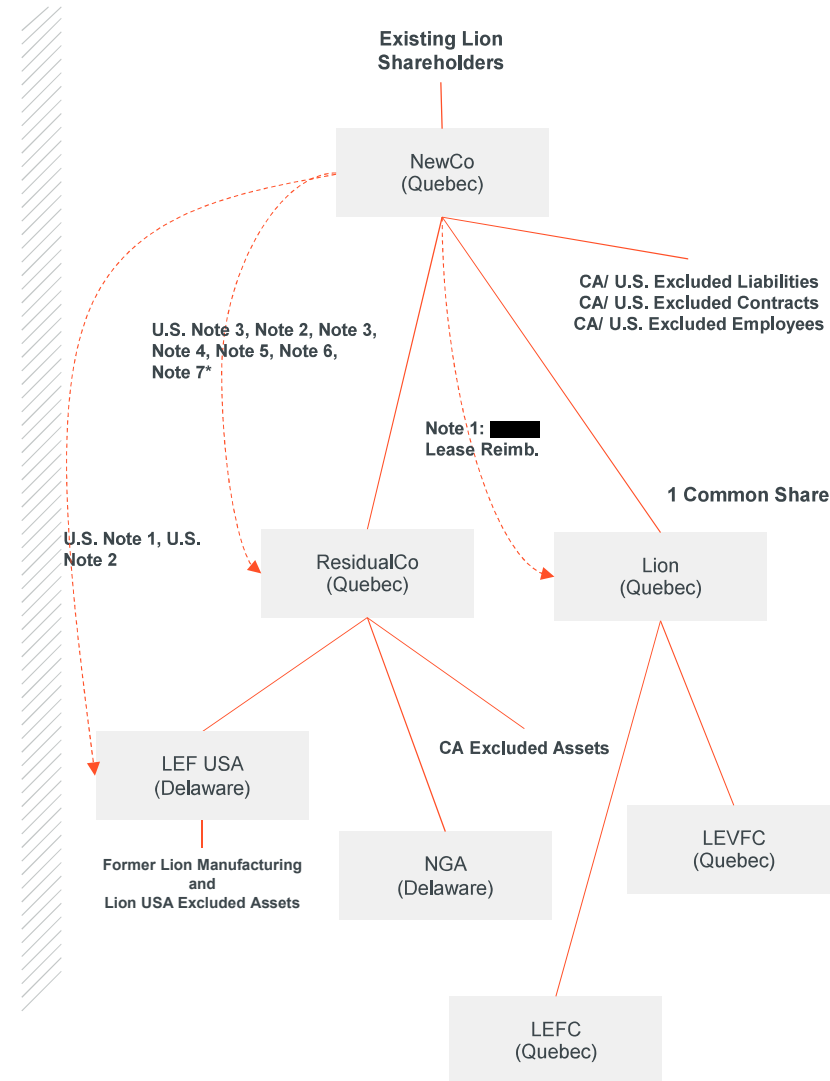 Existing Lion
Shareholders
NewCo
(Quebec)
CA/ U.S. Excluded Liabilities
CA/ U.S. Excluded Contracts
CA/ U.S. Excluded Employees
U.S. Note 3, Note 2, Note 3,
Note 4, Note 5, Note 6,
Note 7*
Note 1:
Lease Reimb.
1 Common Share
U.S. Note 1, U.S.
Note 2
ResidualCo
(Quebec)
Lion
(Quebec)
CA Excluded Assets
LEF USA
(Delaware)
Former Lion Manufacturing
and
Lion USA Excluded Assets
NGA
(Delaware)
LEVFC
(Quebec)
LEFC
(Quebec)